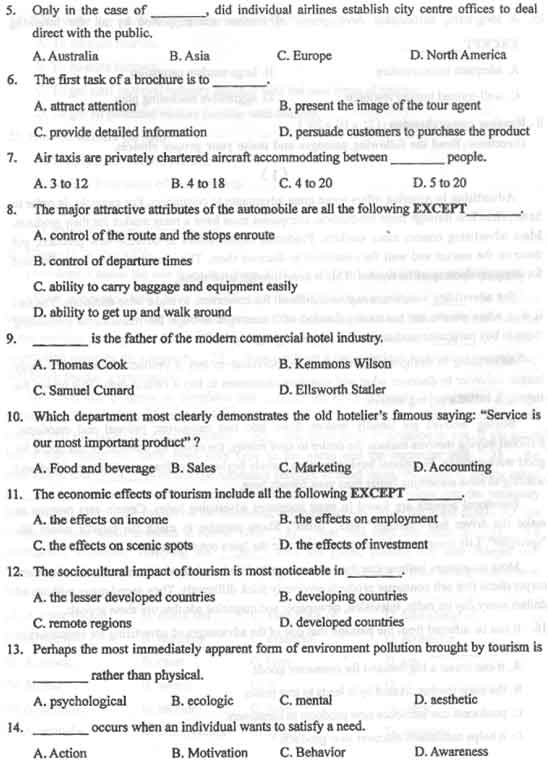 5. Only in the case of ________, did individual airlines establish city centre offices to deal
direct with the public.
A. Australia B. Asia C. Europe D. North America
6. The first task of a brochure is to ________.
A. attract attention B. present the image of the tour agent
C. provide detailed information D. persuade customers to purchase the product
7. Air taxis are privately chartered aircraft accommodating between ________ people.
A. 3 to 12 B. 4 to 18 C. 4 to 20 D. 5 to 20
8. The major attractive attributes of the automobile are all the following EXCEPT ________.
A. control of the route and the stops enroute
B. control of departure times
C. ability to carry baggage and equipment easily
D. ability to get up and walk around
9. ________ is the father of the modern commercial hotel industry.
A. Thomas Cook B. Kemmons Wilson
C. Samuel Cunard D. Ellsworth Statler
10. Which department most clearly demonstrates the old hotelier's famous saying: "Service is
our most important product" ?
A. Food and beverage B. Sales C. Marketing D. Accounting
11. The economic effects of tourism include all the following EXCEPT ________.
A. the effects on income B. the effects on employment
C. the effects on scenic spots D. the effects of investment
12. The sociocultural impact of tourism is most noticeable in ________.
A. the lesser developed countries B. developing countries
C. remote regions D. developed countries
13. Perhaps the most immediately apparent form of environment pollution brought by tourism is
________ rather than physical.
A. psychological B. ecologic C. mental D. aesthetic
14. ________ occurs when an individual wants to satisfy a need.
A. Action B. Motivation C. Behavior D. Awareness